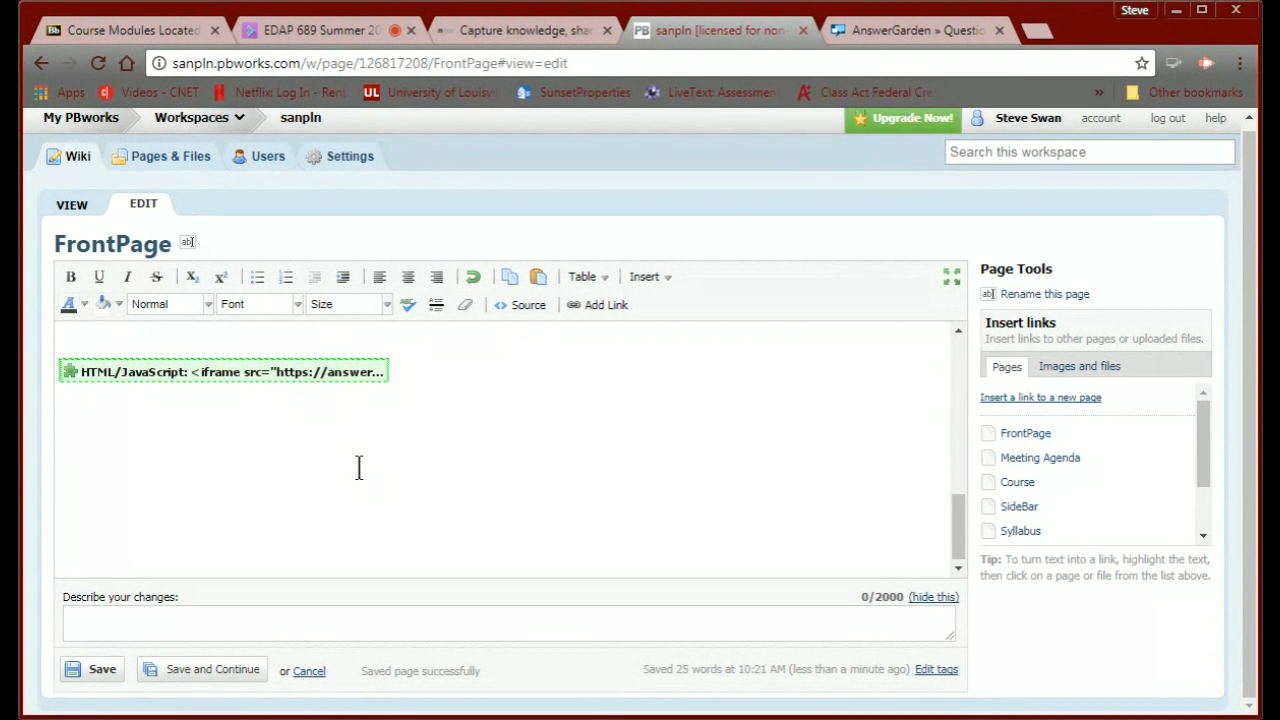 Steve
Bb Course Modules Located EDAP 689 Summer 20 Capture knowledge, shar PB sanpln [licensed for non- AnswerGarden » Questio
sanpln.pbworks.com/w/page/126817208/FrontPage#view=edit
Apps Videos - CNET Netflix: Log In - Rent UL University of Louisvil SunsetProperties LiveText: Assessmen Class Act Federal Cre » Other bookmarks
My PBworks Workspaces sanpln Upgrade Now! Steve Swan account log out help
Wiki Pages & Files Users Settings Search this workspace
VIEW EDIT
FrontPage
B U I S X₂ X² Table Insert
A Normal Font Size ABC <> Source Add Link
HTML/JavaScript: <iframe src="https://answer...
Page Tools
Rename this page
Insert links
Insert links to other pages or uploaded files.
Pages Images and files
Insert a link to a new page
FrontPage
Meeting Agenda
Course
SideBar
Syllabus
Tip: To turn text into a link, highlight the text,
then click on a page or file from the list above.
Describe your changes: 0/2000 (hide this)
Save Save and Continue or Cancel Saved page successfully Saved 25 words at 10:21 AM (less than a minute ago) Edit tags